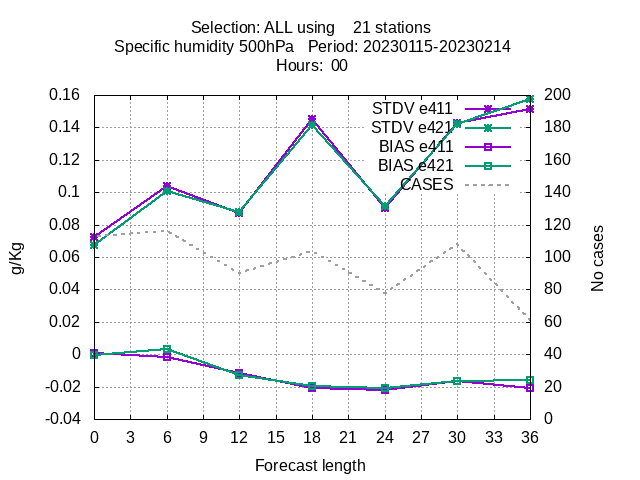 Selection: ALL using    21 stations
Specific humidity 500hPa   Period: 20230115-20230214
Hours:  00
0.16
0.14
0.12
0.1
0.08
0.06
0.04
0.02
0
-0.02
-0.04
g/Kg
STDV e411
STDV e421
BIAS e411
BIAS e421
CASES
200
180
160
140
120
100
80
60
40
20
0
No cases
0 3 6 9 12 15 18 21 24 27 30 33 36
Forecast length